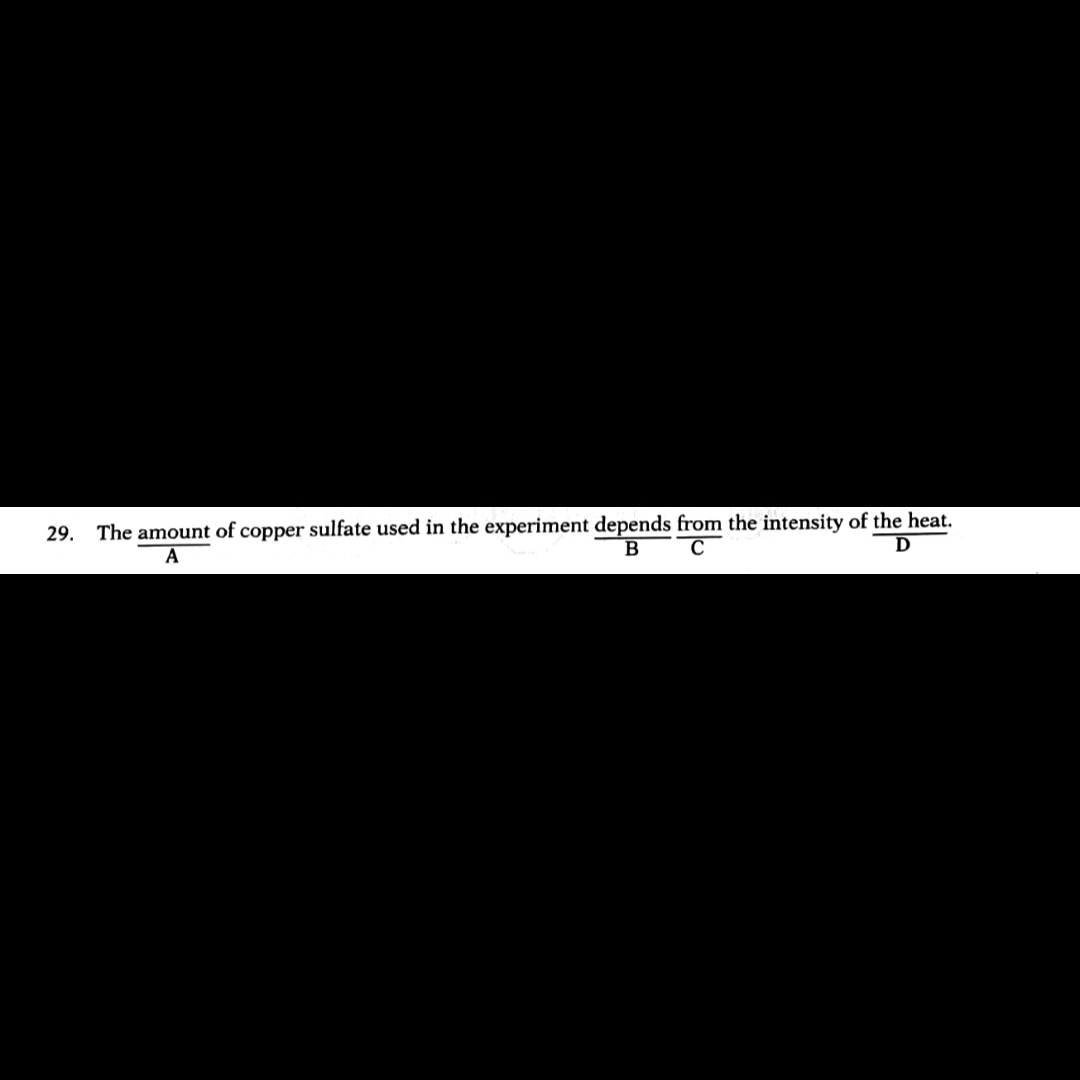 29. The amount of copper sulfate used in the experiment depends from the intensity of the heat.
A B C D